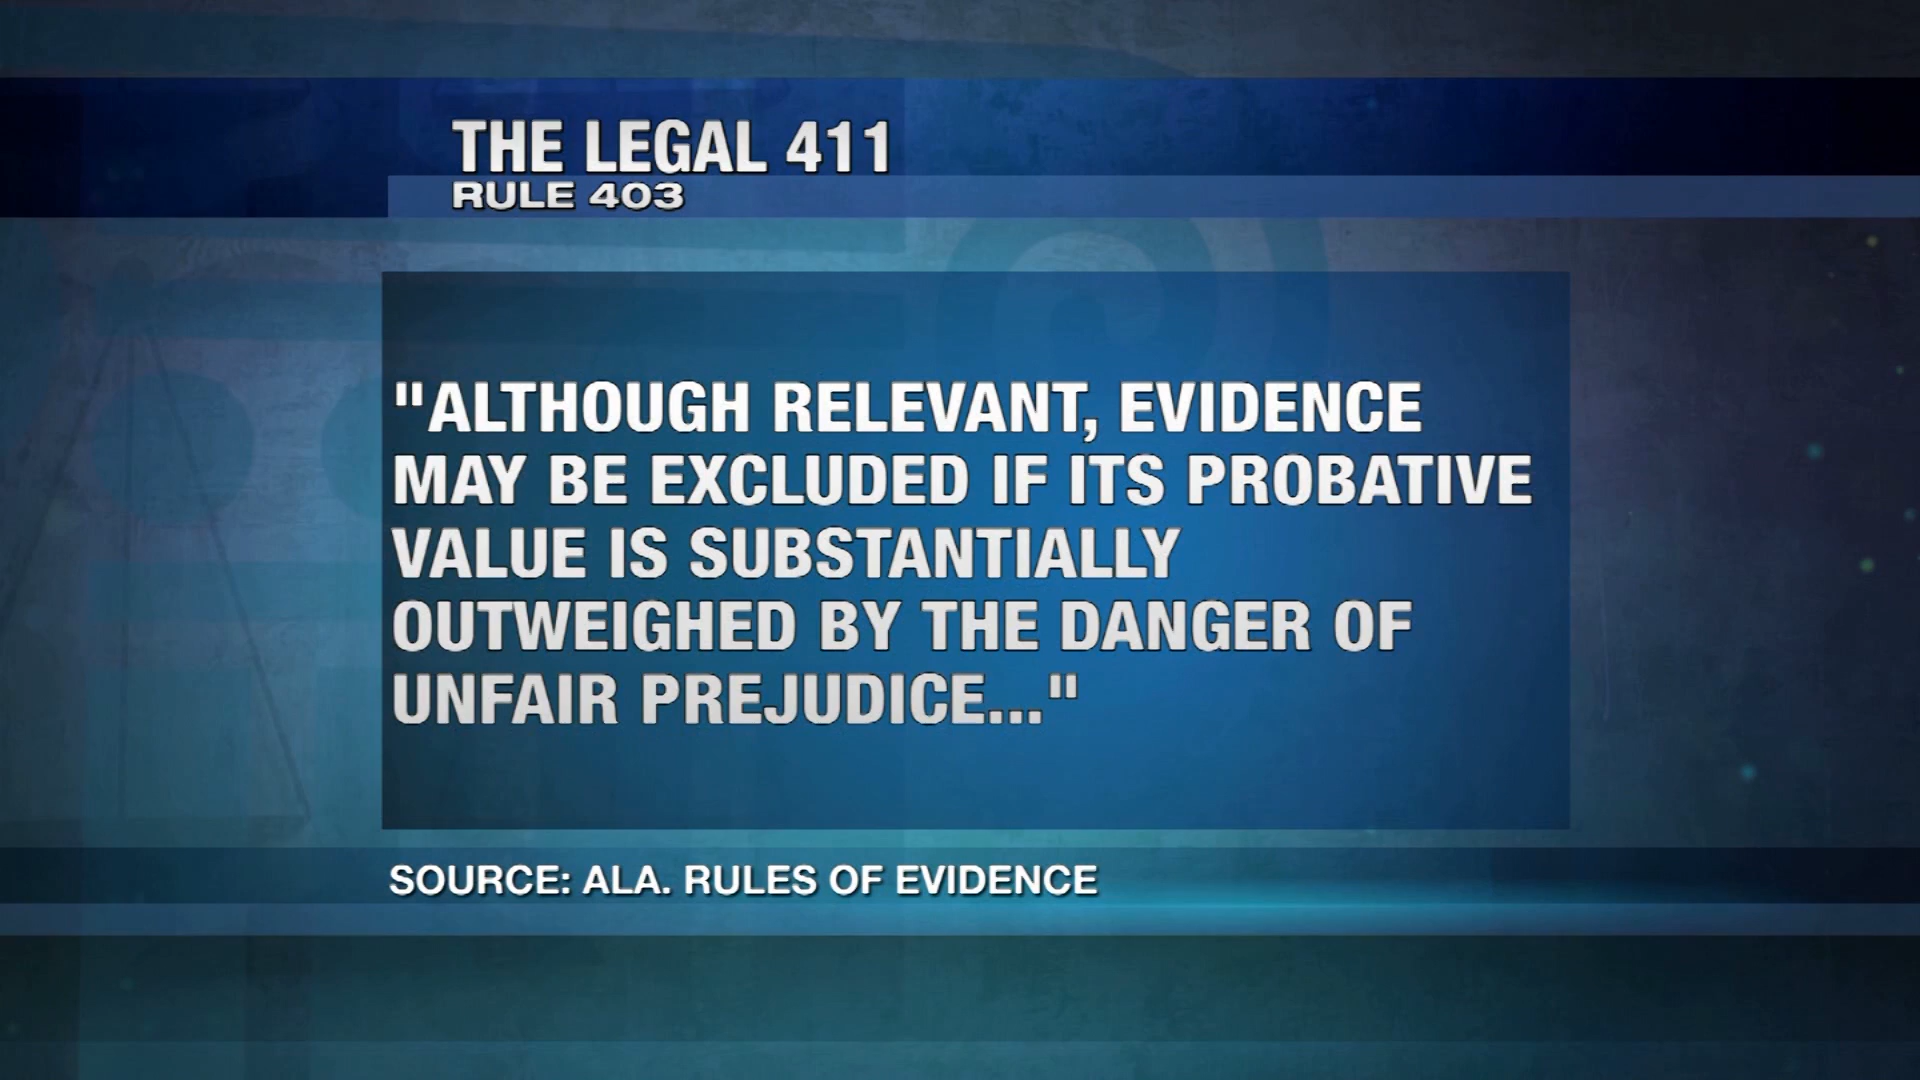 THE LEGAL 411
RULE 403
"ALTHOUGH RELEVANT, EVIDENCE
MAY BE EXCLUDED IF ITS PROBATIVE
VALUE IS SUBSTANTIALLY
OUTWEIGHED BY THE DANGER OF
UNFAIR PREJUDICE..."
SOURCE: ALA. RULES OF EVIDENCE